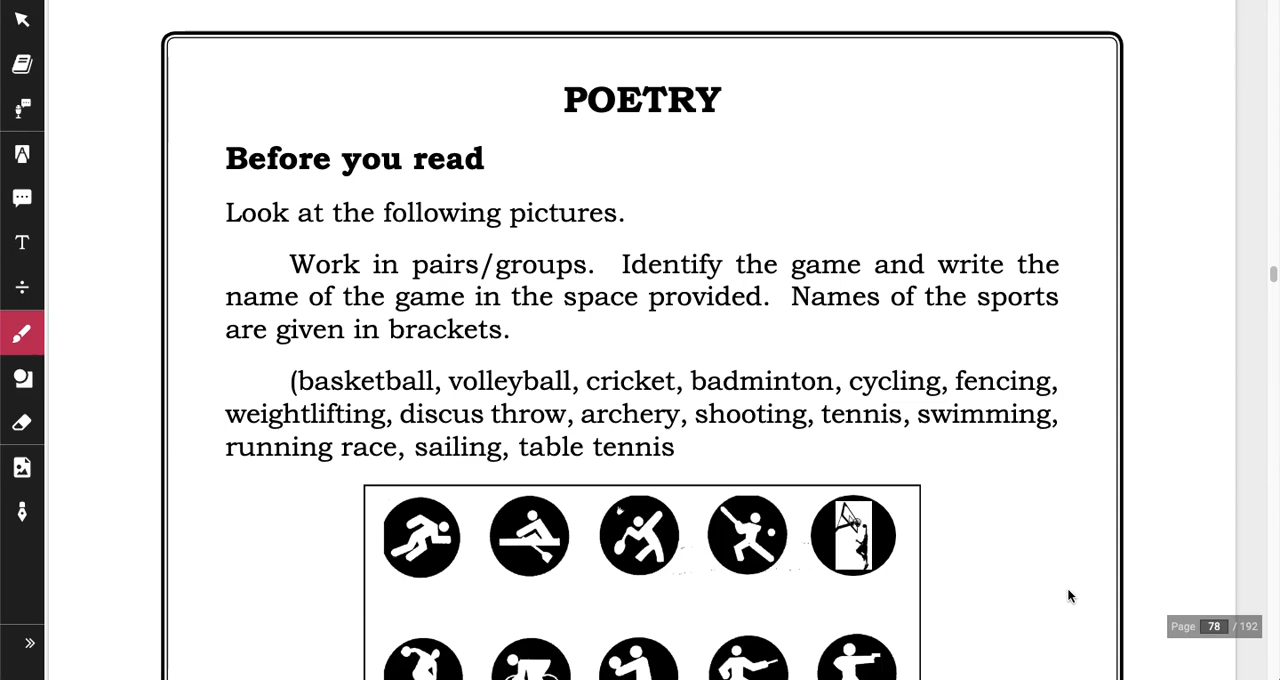 POETRY
Before you read
Look at the following pictures.
Work in pairs/groups. Identify the game and write the
name of the game in the space provided. Names of the sports
are given in brackets.
(basketball, volleyball, cricket, badminton, cycling, fencing,
weightlifting, discus throw, archery, shooting, tennis, swimming,
running race, sailing, table tennis
Page 78 / 192